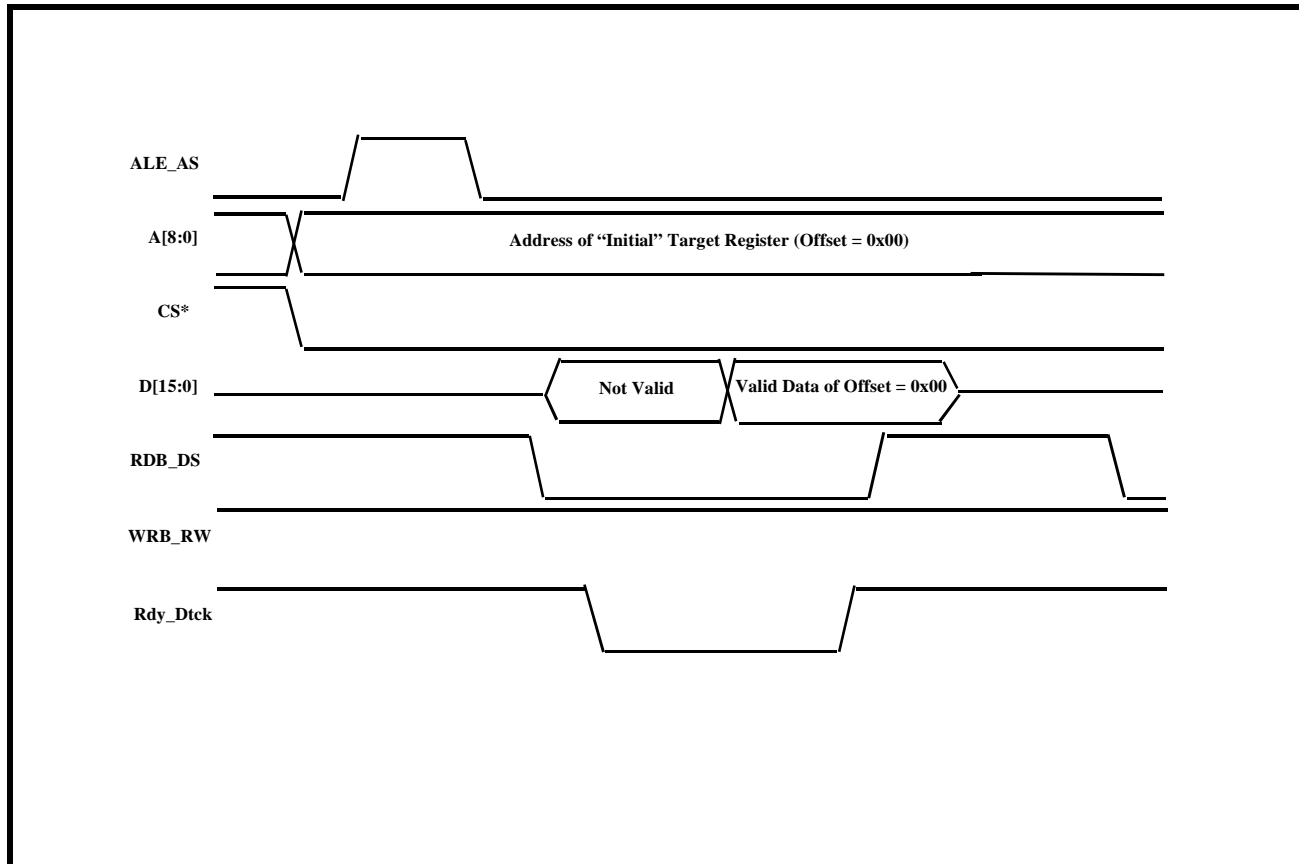 ALE_AS
A[8:0]
Address of “Initial” Target Register (Offset = 0x00)
CS*
D[15:0]
Not Valid
Valid Data of Offset = 0x00
RDB_DS
WRB_RW
Rdy_Dtck